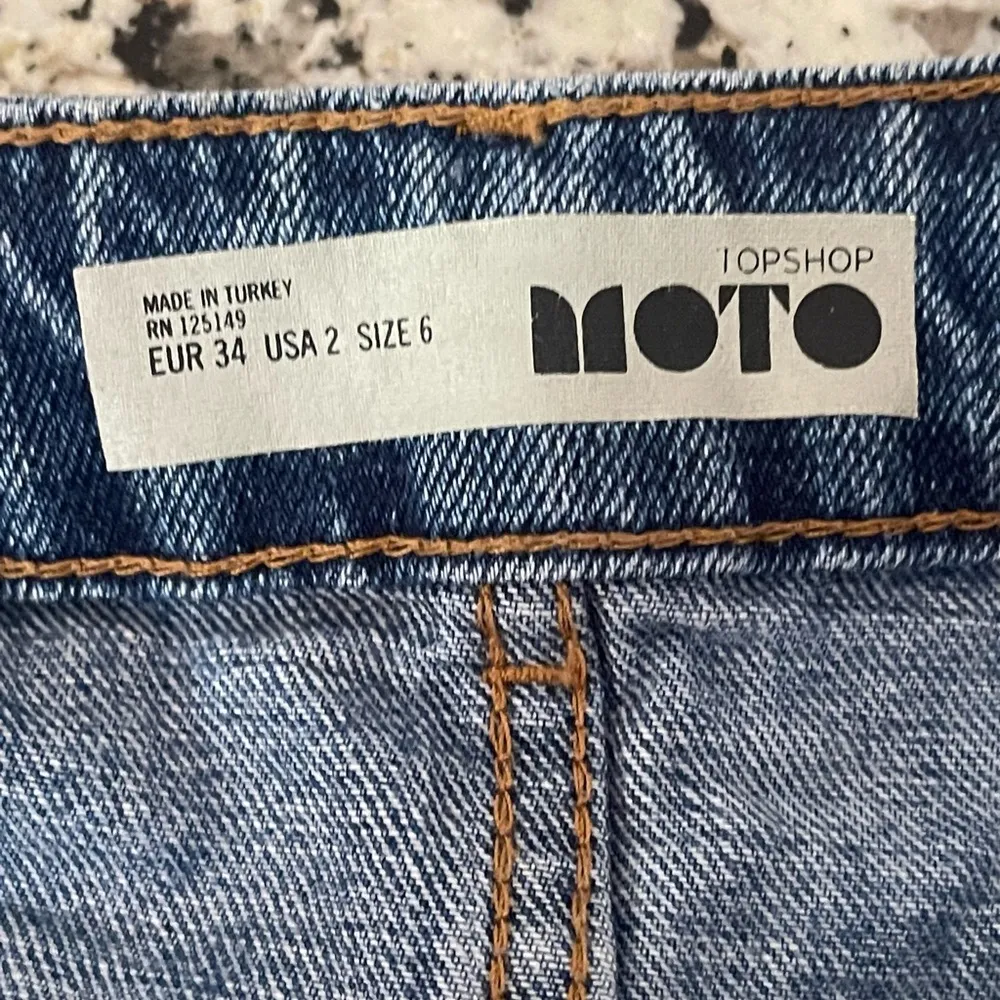 MADE IN TURKEY
RN 125149
EUR 34 USA 2 SIZE 6
TOPSHOP
MOTO